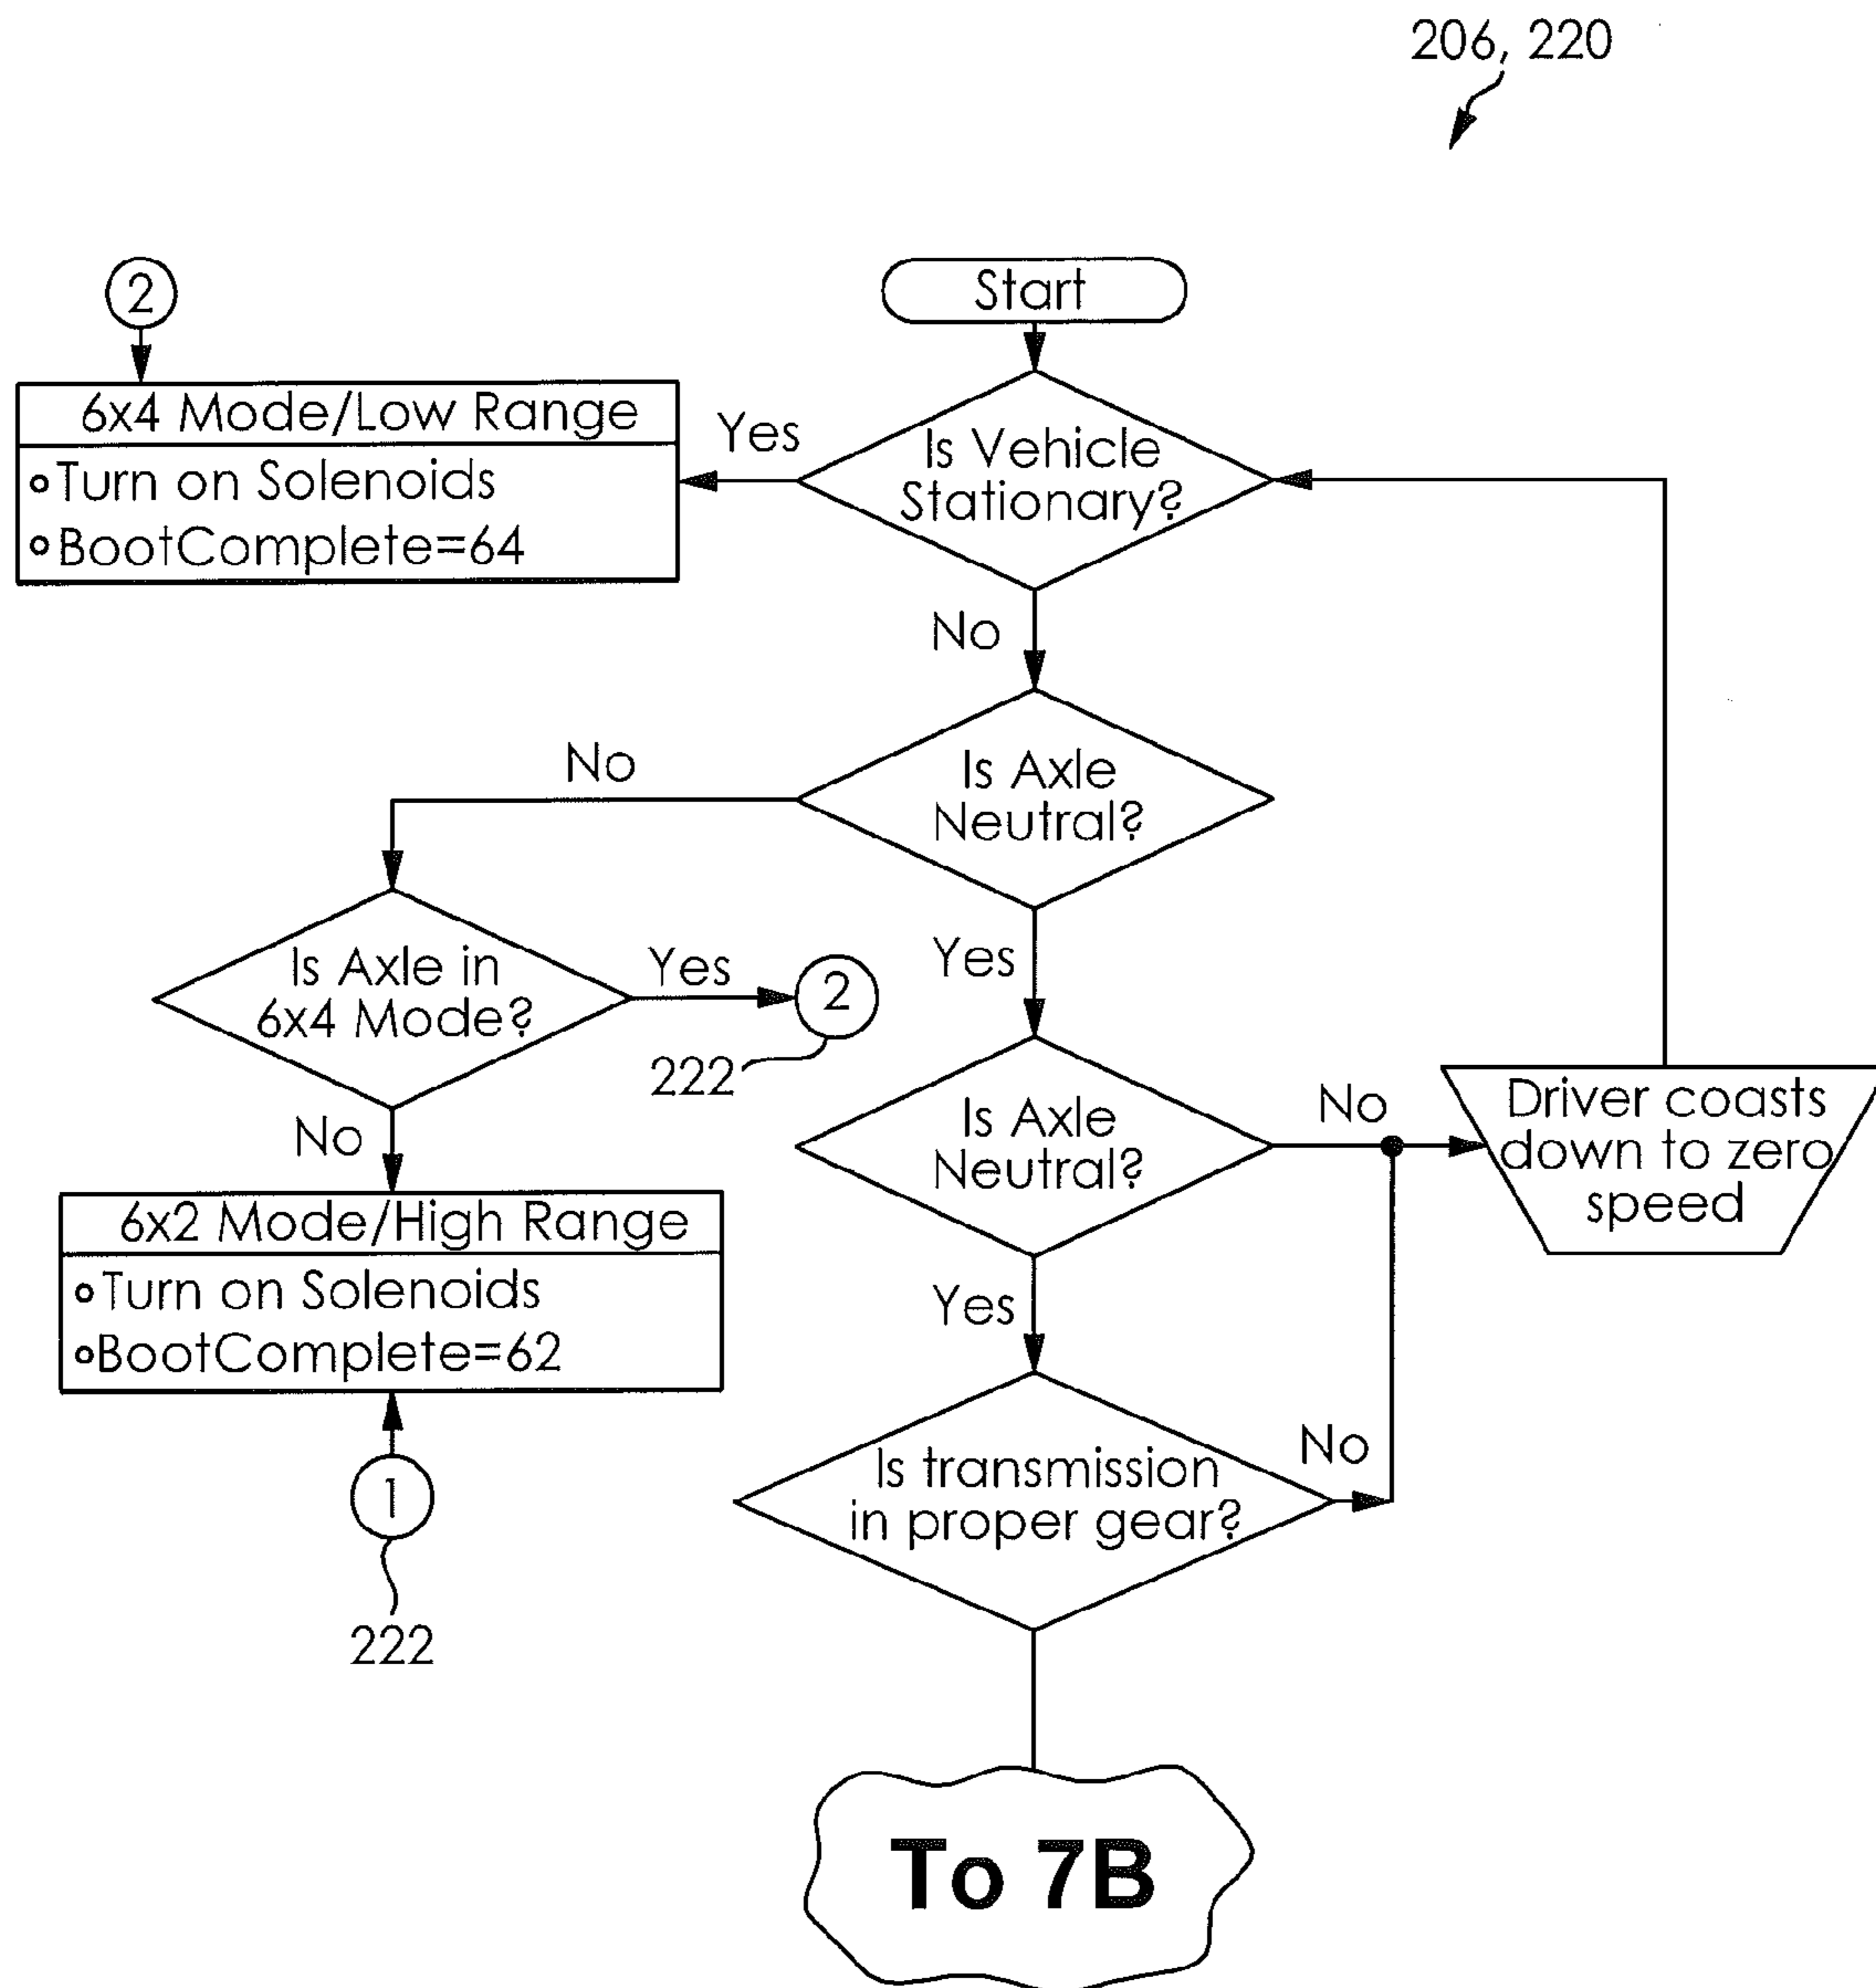 206, 220
2
Start
6x4 Mode/Low Range
Turn on Solenoids
BootComplete=64
Yes
Is Vehicle
Stationary?
No
Is Axle
Neutral?
No
Is Axle in
6x4 Mode?
Yes
2
222
Yes
No
6x2 Mode/High Range
Turn on Solenoids
BootComplete=62
1
222
Is Axle
Neutral?
No
Driver coasts
down to zero
speed
Yes
Is transmission
in proper gear?
No
To 7B